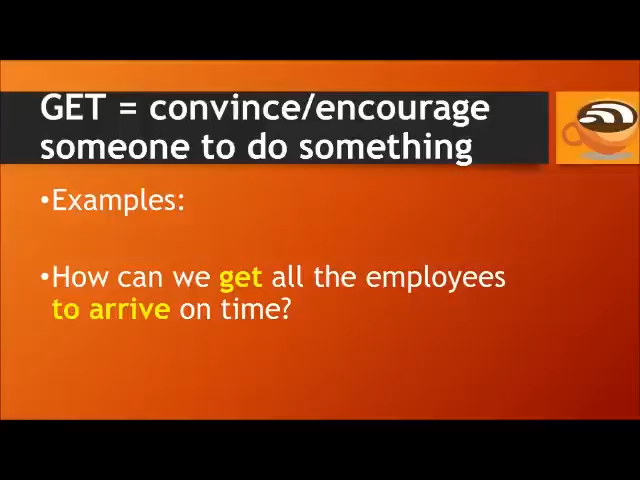 GET = convince/encourage
someone to do something
•Examples:
•How can we get all the employees
to arrive on time?